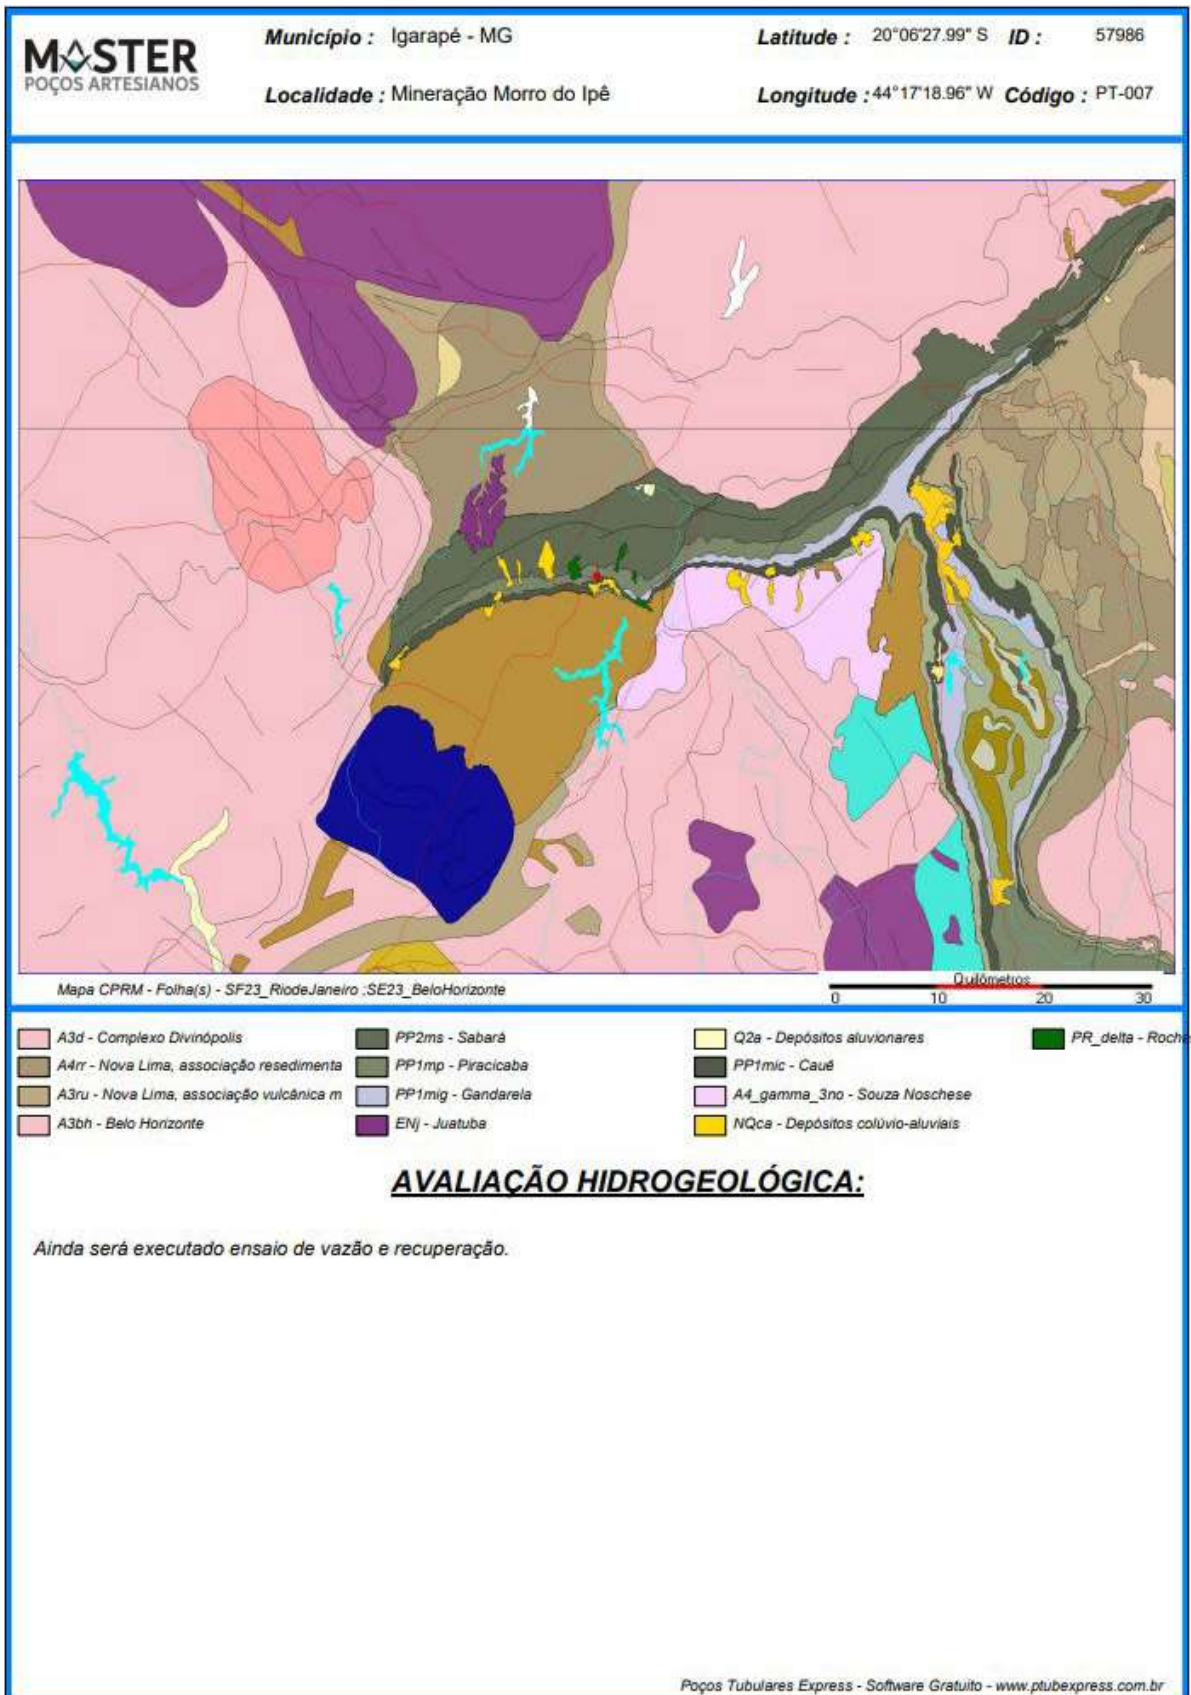 MASTER
POÇOS ARTESIANOS
Município : Igarapé - MG
Latitude : 20°06'27.99" S ID : 57986
Localidade : Mineração Morro do Ipê
Longitude : 44°17'18.96" W Código : PT-007
Mapa CPRM - Folha(s) - SF23_RiodeJaneiro ;SE23_BeloHorizonte
Quilômetros
0 10 20 30
A3d - Complexo Divinópolis
A4rr - Nova Lima, associação resedimenta
A3ru - Nova Lima, associação vulcânica m
A3bh - Belo Horizonte
PP2ms - Sabará
PP1mp - Piracicaba
PP1mig - Gandarela
ENj - Juatuba
Q2a - Depósitos aluvionares
PP1mic - Cauê
A4_gamma_3no - Souza Noschese
NQca - Depósitos colúvio-aluviais
PR_delta - Roch
AVALIAÇÃO HIDROGEOLÓGICA:
Ainda será executado ensaio de vazão e recuperação.
Poços Tubulares Express - Software Gratuito - www.ptubexpress.com.br